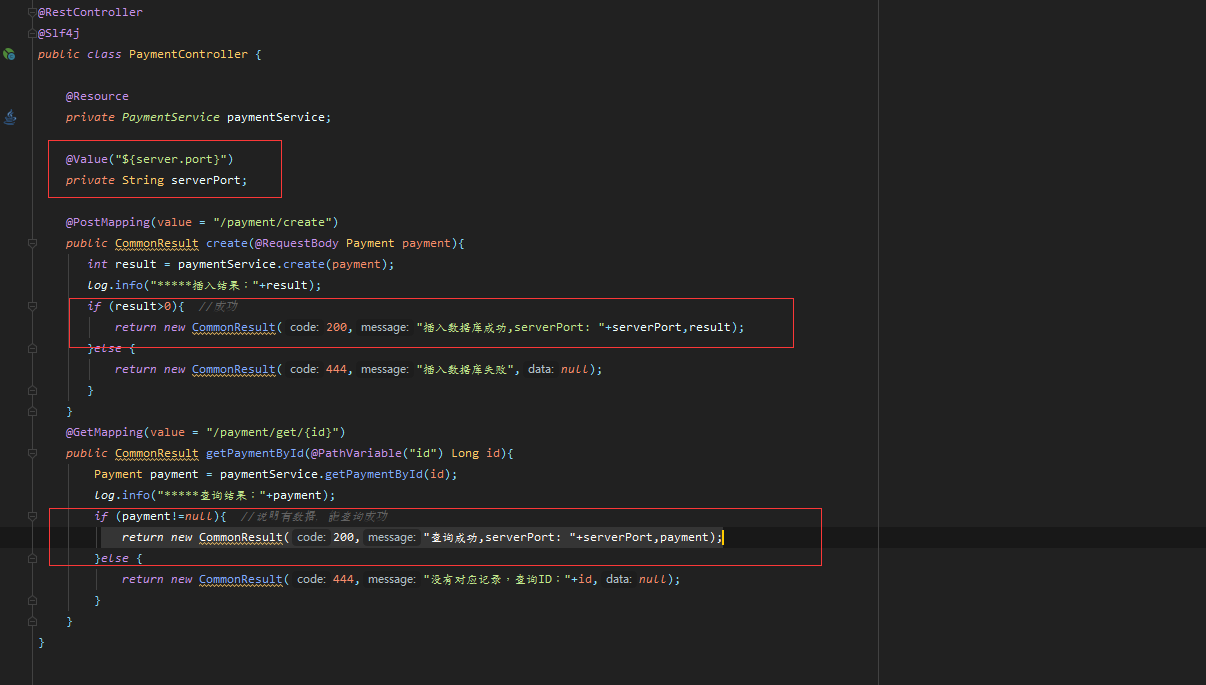 @RestController
@Slf4j
public class PaymentController {
@Resource
private PaymentService paymentService;
@Value("${server.port}")
private String serverPort;
@PostMapping(value = "/payment/create")
public CommonResult create(@RequestBody Payment payment){
int result = paymentService.create(payment);
log.info("*****插入结果："+result);
if (result>0){ //成功
return new CommonResult( code: 200, message: "插入数据库成功,serverPort: "+serverPort,result);
}else {
return new CommonResult( code: 444, message: "插入数据库失败", data: null);
}
}
@GetMapping(value = "/payment/get/{id}")
public CommonResult getPaymentById(@PathVariable("id") Long id){
Payment payment = paymentService.getPaymentById(id);
log.info("*****查询结果："+payment);
if (payment!=null){ //说明有数据，能查询成功
return new CommonResult( code: 200, message: "查询成功,serverPort: "+serverPort,payment);
}else {
return new CommonResult( code: 444, message: "没有对应记录，查询ID："+id, data: null);
}
}
}